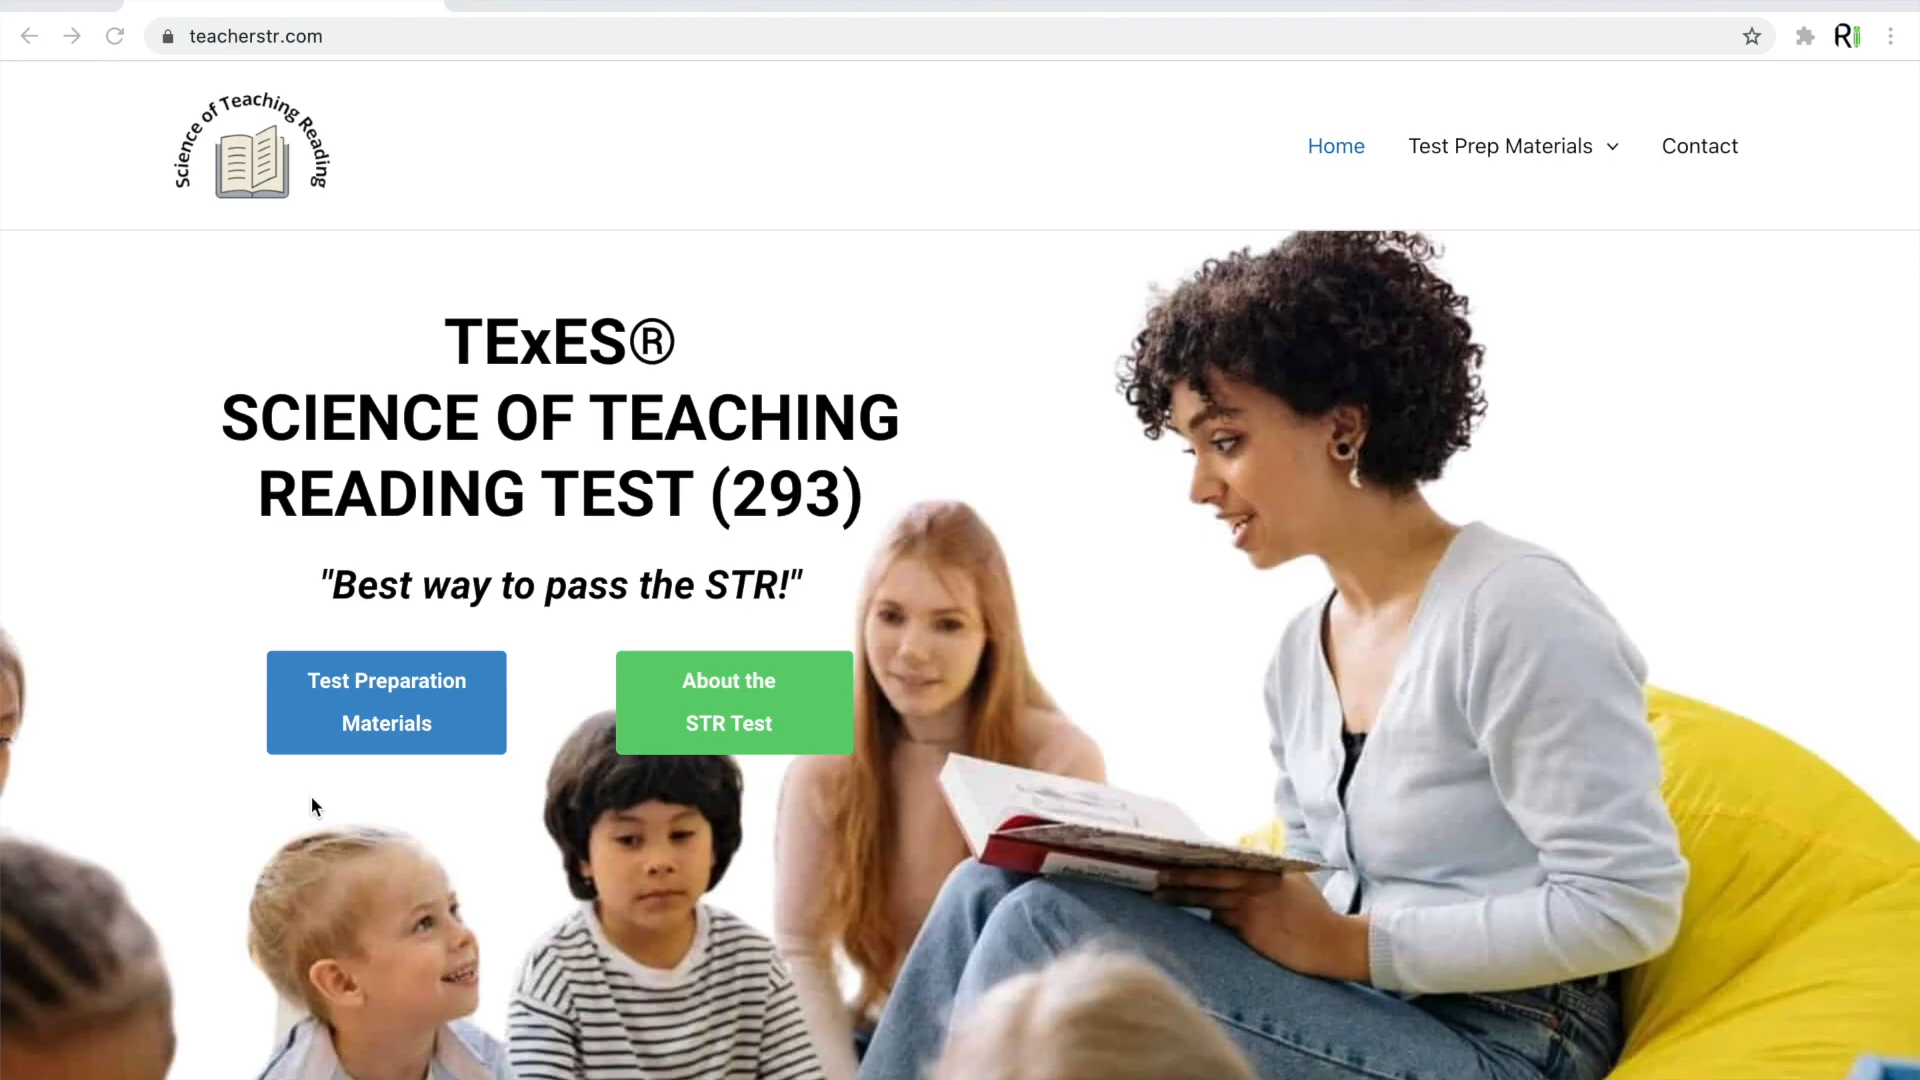 teacherstr.com
Science of Teaching Reading
Home
Test Prep Materials
Contact
TExES®
SCIENCE OF TEACHING
READING TEST (293)
"Best way to pass the STR!"
Test Preparation
Materials
About the
STR Test